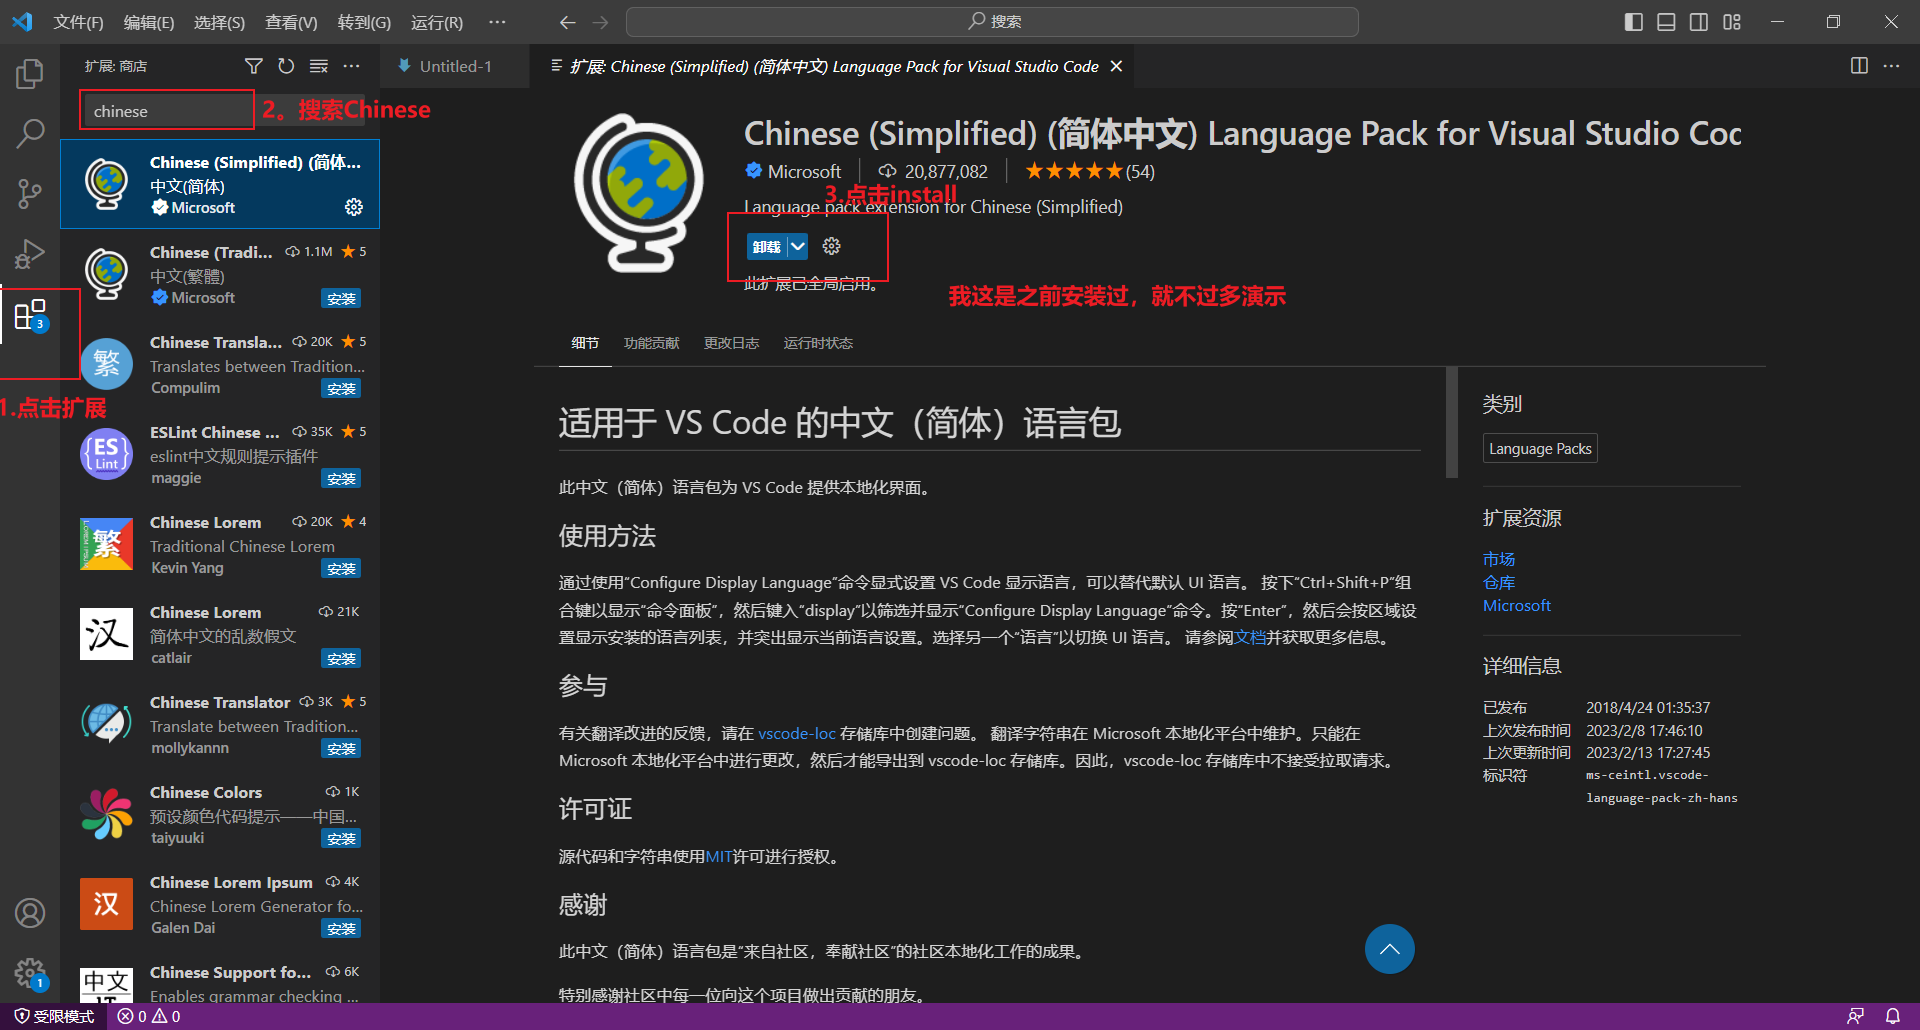 文件(F) 编辑(E) 选择(S) 查看(V) 转到(G) 运行(R) ··· 搜索
扩展: 商店
chinese
2。搜索Chinese
Chinese (Simplified) (简体...
中文(简体)
Microsoft
Chinese (Tradi... 1.1M 5
中文(繁體)
Microsoft 安装
3
1.点击扩展
繁
Chinese Transla... 20K 5
Translates between Tradition...
Compulim 安装
{ES Lint}
ESLint Chinese ... 35K 5
eslint中文规则提示插件
maggie 安装
LOREM IPSUM
繁
Chinese Lorem 20K 4
Traditional Chinese Lorem
Kevin Yang 安装
汉
Chinese Lorem 21K
简体中文的乱数假文
catlair 安装
Chinese Translator 3K 5
Translate between Tradition...
mollykannn 安装
Chinese Colors 1K
预设颜色代码提示——中国...
taiyuuki 安装
汉
Chinese Lorem Ipsum 4K
Chinese Lorem Generator fo...
Galen Dai 安装
中文
Chinese Support fo... 6K
Enables grammar checking ...
1
Untitled-1
扩展: Chinese (Simplified) (简体中文) Language Pack for Visual Studio Code
Chinese (Simplified) (简体中文) Language Pack for Visual Studio Coc
Microsoft 20,877,082 (54)
3.点击install
Language pack extension for Chinese (Simplified)
卸载
此扩展已全局启用。
我这是之前安装过，就不过多演示
细节 功能贡献 更改日志 运行时状态
适用于 VS Code 的中文（简体）语言包
此中文（简体）语言包为 VS Code 提供本地化界面。
使用方法
通过使用“Configure Display Language”命令显式设置 VS Code 显示语言，可以替代默认 UI 语言。 按下“Ctrl+Shift+P”组
合键以显示“命令面板”，然后键入“display”以筛选并显示“Configure Display Language”命令。按“Enter”，然后会按区域设
置显示安装的语言列表，并突出显示当前语言设置。选择另一个“语言”以切换 UI 语言。 请参阅文档并获取更多信息。
参与
有关翻译改进的反馈，请在 vscode-loc 存储库中创建问题。 翻译字符串在 Microsoft 本地化平台中维护。只能在
Microsoft 本地化平台中进行更改，然后才能导出到 vscode-loc 存储库。因此，vscode-loc 存储库中不接受拉取请求。
许可证
源代码和字符串使用MIT许可进行授权。
感谢
此中文（简体）语言包是“来自社区，奉献社区”的社区本地化工作的成果。
特别感谢社区中每一位向这个项目做出贡献的朋友。
类别
Language Packs
扩展资源
市场
仓库
Microsoft
详细信息
已发布 2018/4/24 01:35:37
上次发布时间 2023/2/8 17:46:10
上次更新时间 2023/2/13 17:27:45
标识符 ms-ceintl.vscode-
language-pack-zh-hans
受限模式 0 0